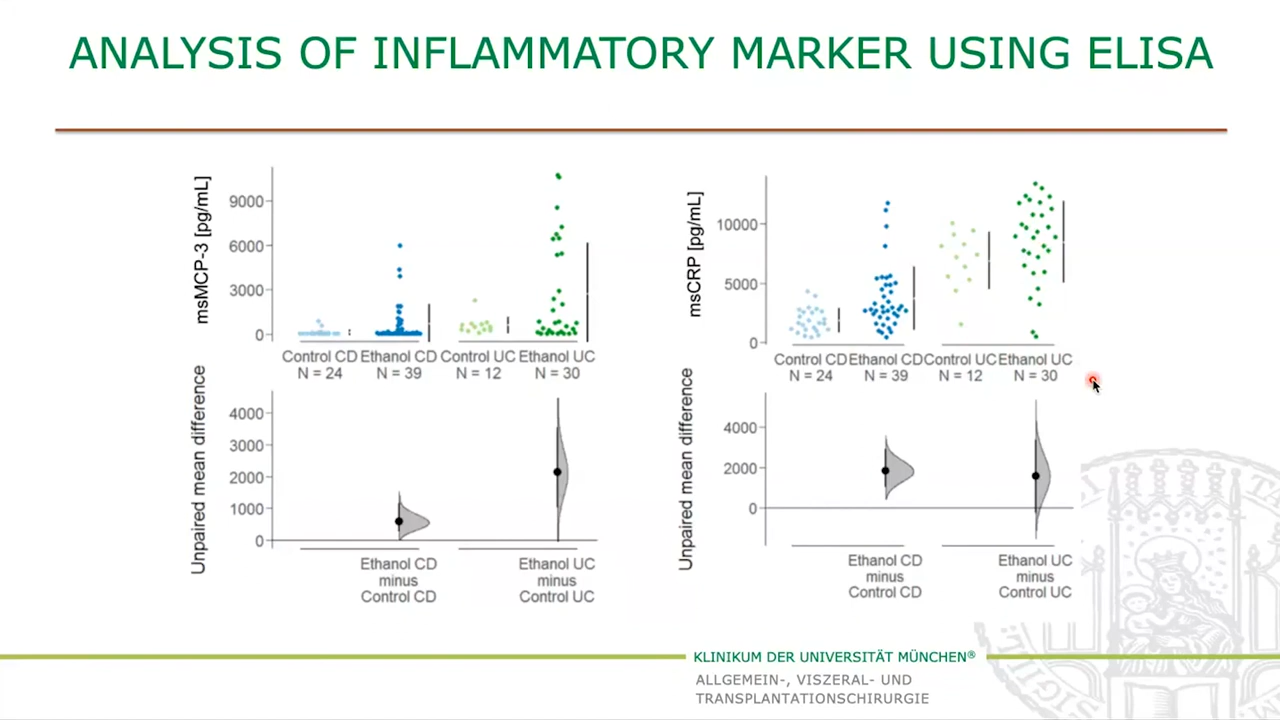 ANALYSIS OF INFLAMMATORY MARKER USING ELISA
msMCP-3 [pg/mL]
9000
6000
3000
0
Control CD Ethanol CD Control UC Ethanol UC
N = 24 N = 39 N = 12 N = 30
Unpaired mean difference
4000
3000
2000
1000
0
Ethanol CD
minus
Control CD
Ethanol UC
minus
Control UC
msCRP [pg/mL]
10000
5000
0
Control CD Ethanol CD Control UC Ethanol UC
N = 24 N = 39 N = 12 N = 30
Unpaired mean difference
4000
2000
0
Ethanol CD
minus
Control CD
Ethanol UC
minus
Control UC
KLINIKUM DER UNIVERSITÄT MÜNCHEN®
ALLGEMEIN-, VISZERAL- UND
TRANSPLANTATIONSCHIRURGIE